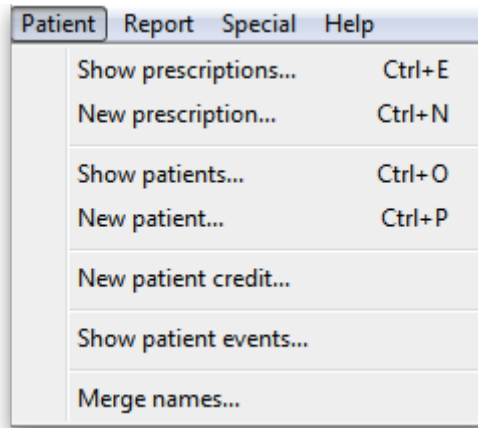 Patient Report Special Help
Show prescriptions... Ctrl+E
New prescription... Ctrl+N
Show patients... Ctrl+O
New patient... Ctrl+P
New patient credit...
Show patient events...
Merge names...